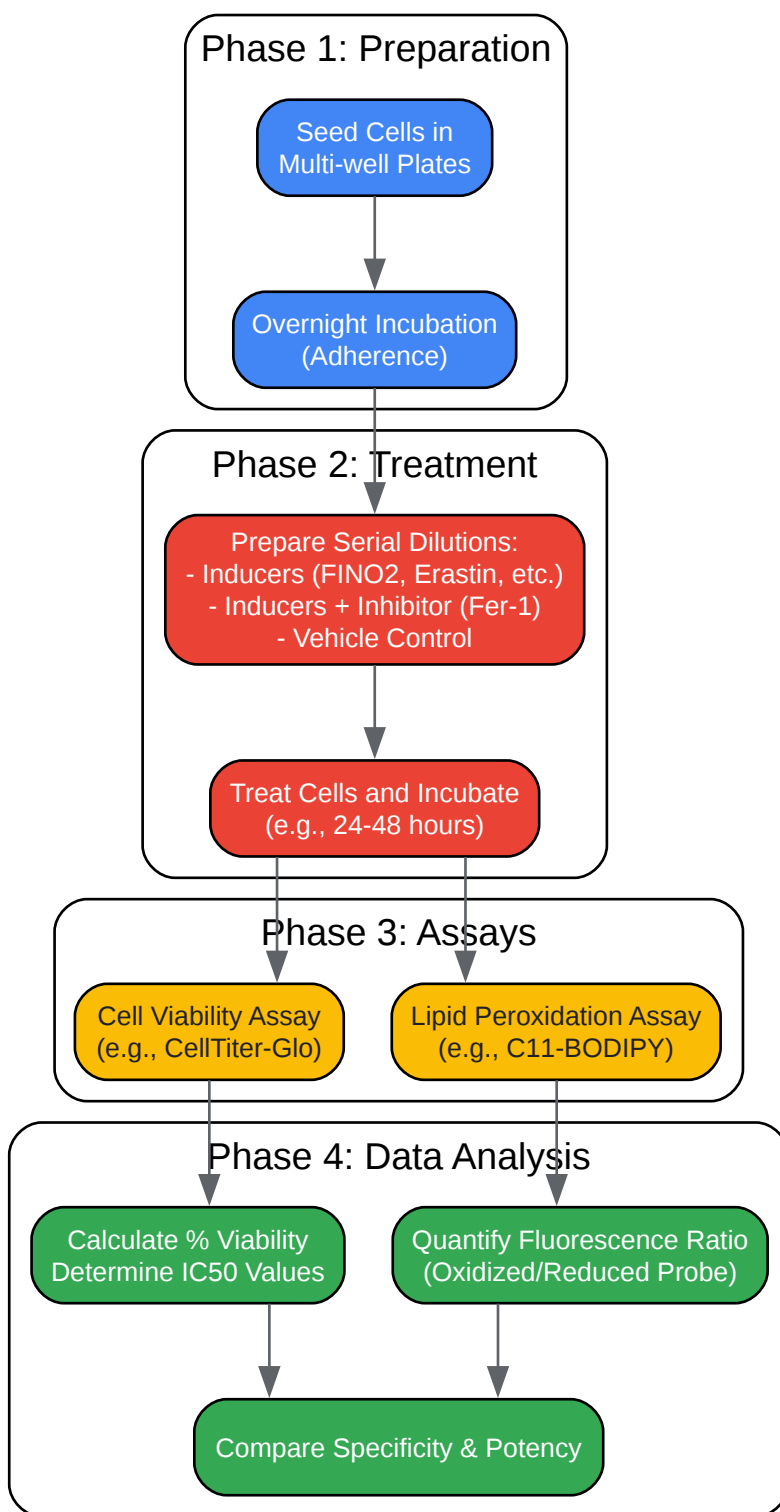 Phase 1: Preparation
Seed Cells in
Multi-well Plates
Overnight Incubation
(Adherence)
Phase 2: Treatment
Prepare Serial Dilutions:
- Inducers (FINO2, Erastin, etc.)
- Inducers + Inhibitor (Fer-1)
- Vehicle Control
Treat Cells and Incubate
(e.g., 24-48 hours)
Phase 3: Assays
Cell Viability Assay
(e.g., CellTiter-Glo)
Lipid Peroxidation Assay
(e.g., C11-BODIPY)
Phase 4: Data Analysis
Calculate % Viability
Determine IC50 Values
Quantify Fluorescence Ratio
(Oxidized/Reduced Probe)
Compare Specificity & Potency